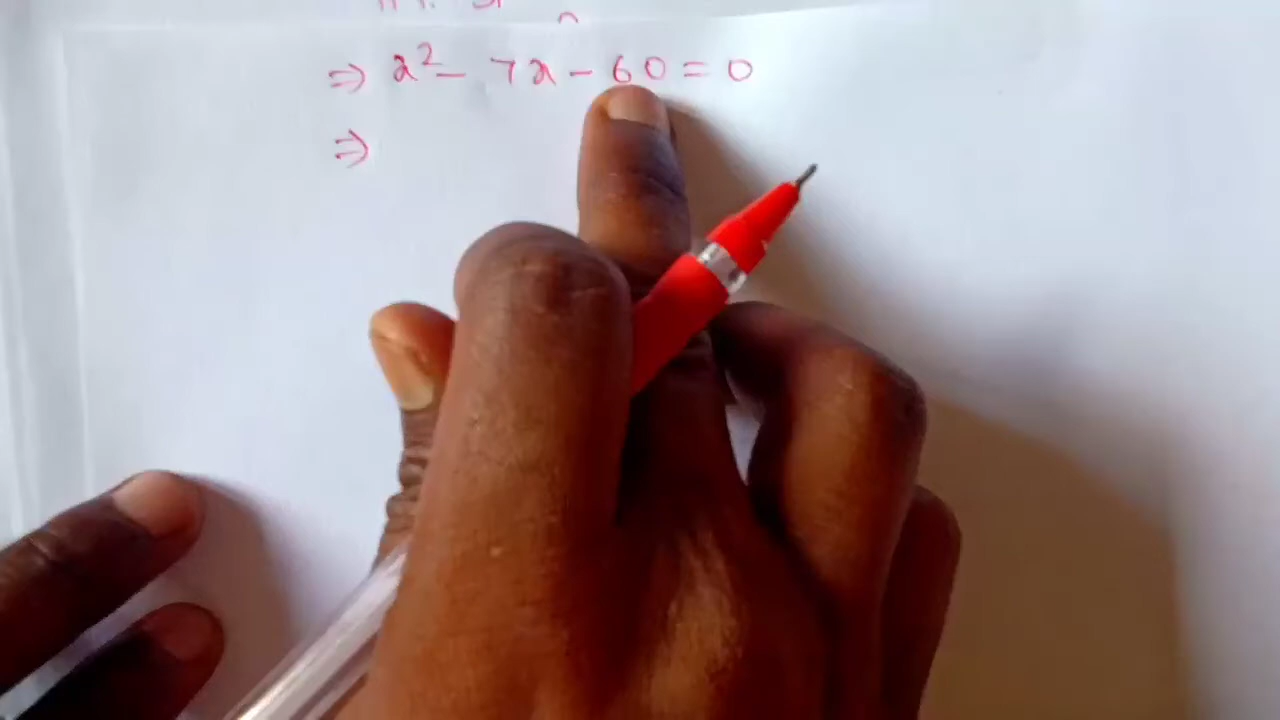 ⇒ x² - 7x - 60 = 0
⇒